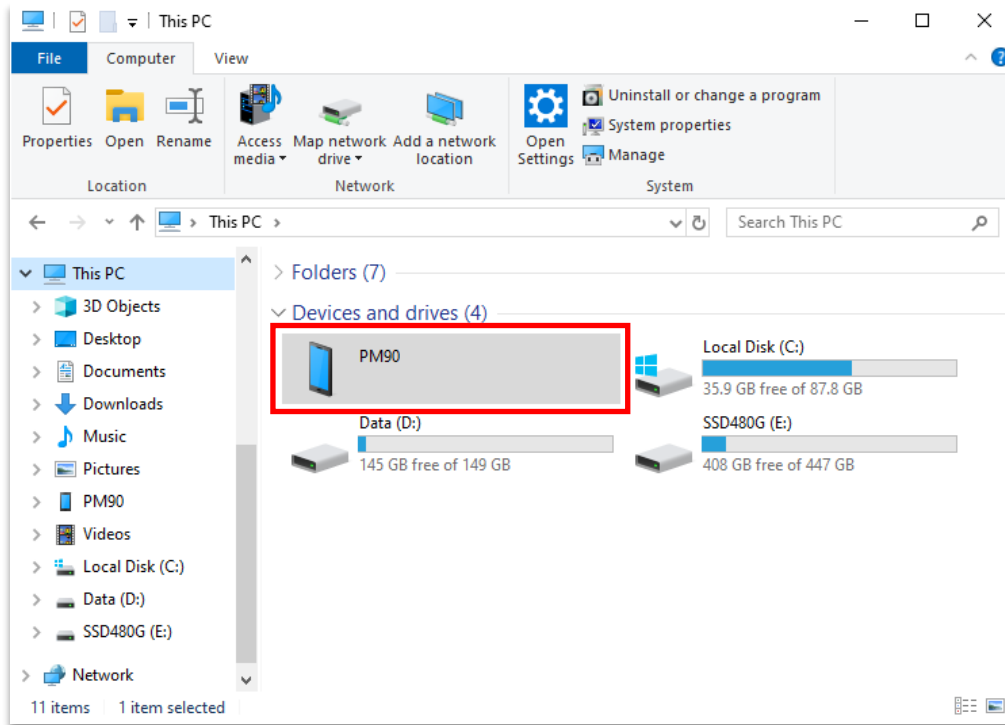 This PC
File Computer View
Properties Open Rename
Access media
Map network drive
Add a network location
Open Settings
Uninstall or change a program
System properties
Manage
Location Network System
This PC
Search This PC
This PC
3D Objects
Desktop
Documents
Downloads
Music
Pictures
PM90
Videos
Local Disk (C:)
Data (D:)
SSD480G (E:)
Network
Folders (7)
Devices and drives (4)
PM90
Local Disk (C:)
35.9 GB free of 87.8 GB
Data (D:)
145 GB free of 149 GB
SSD480G (E:)
408 GB free of 447 GB
11 items 1 item selected